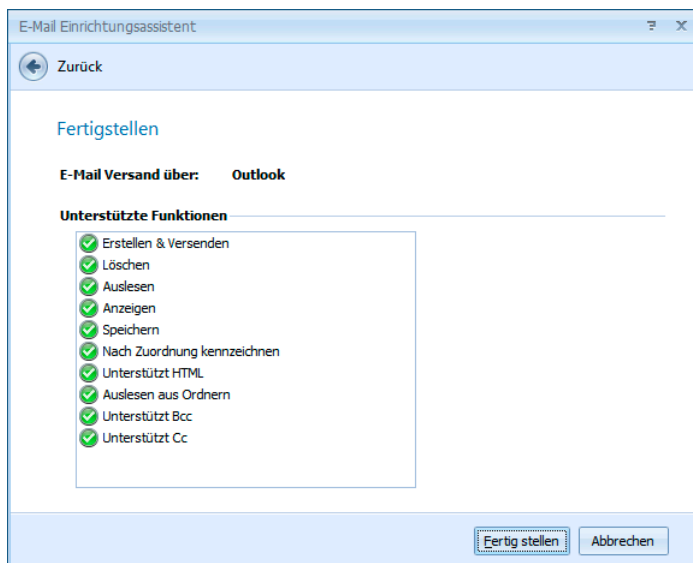 E-Mail Einrichtungsassistent
Zurück
Fertigstellen
E-Mail Versand über: Outlook
Unterstützte Funktionen
Erstellen & Versenden
Löschen
Auslesen
Anzeigen
Speichern
Nach Zuordnung kennzeichnen
Unterstützt HTML
Auslesen aus Ordnern
Unterstützt Bcc
Unterstützt Cc
Fertig stellen Abbrechen